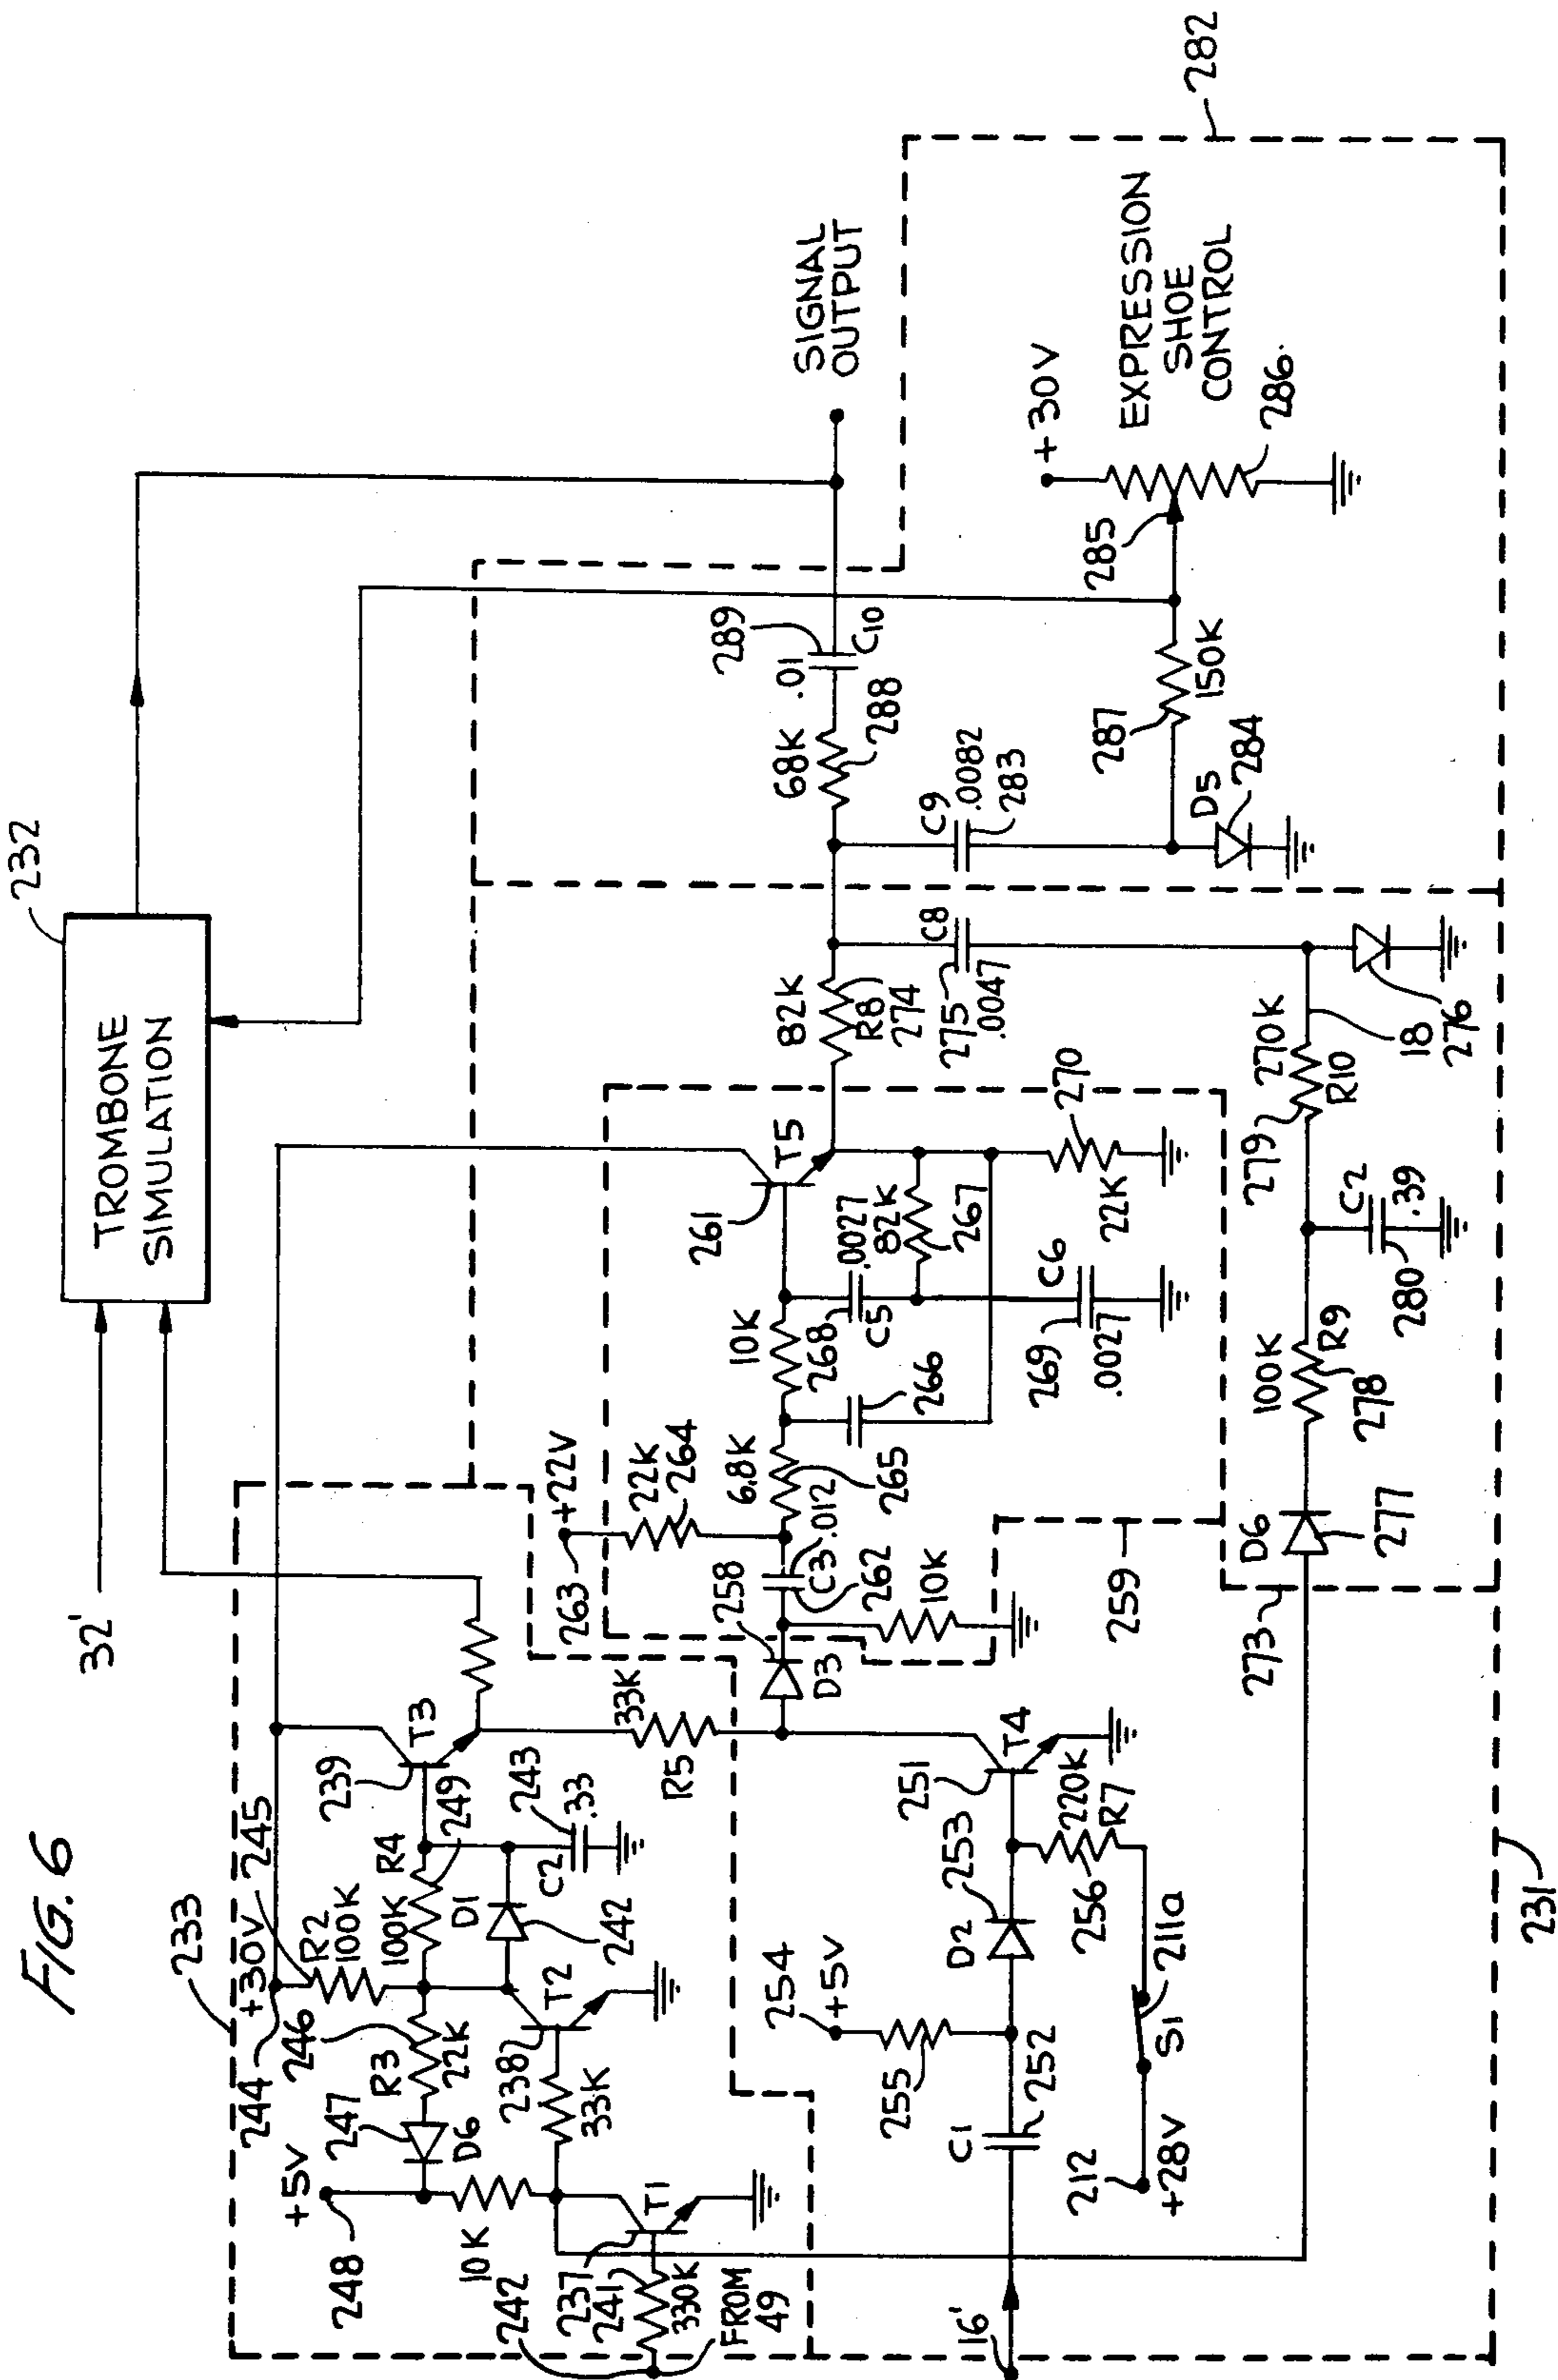 FIG. 6
32'
TROMBONE
SIMULATION
232
233
244
+30V
245
246
R2
100K
R3
22K
247
D6
+5V
248
10K
242
237
241
330K
FROM
49
T1
33K
238
T2
D1
242
100K
R4
249
C2
243
.33
239
T3
R5
33K
263
+22V
22K
264
258
D3
C3
.012
262
10K
259
6.8K
265
266
10K
268
C5
.0027
82K
267
C6
269
.0027
261
T5
270
22K
82K
R8
274
C8
275
.0047
C9
.0082
283
68K
288
.01
289
C10
SIGNAL
OUTPUT
+30V
EXPRESSION
SHOE
CONTROL
285
286.
287
150K
D5
284
282
254
+5V
255
C1
252
16'
D2
253
251
T4
220K
R7
256
S1
211a
212
+28V
273
D6
277
100K
R9
278
C2
.39
280
279
270K
R10
18
276
231